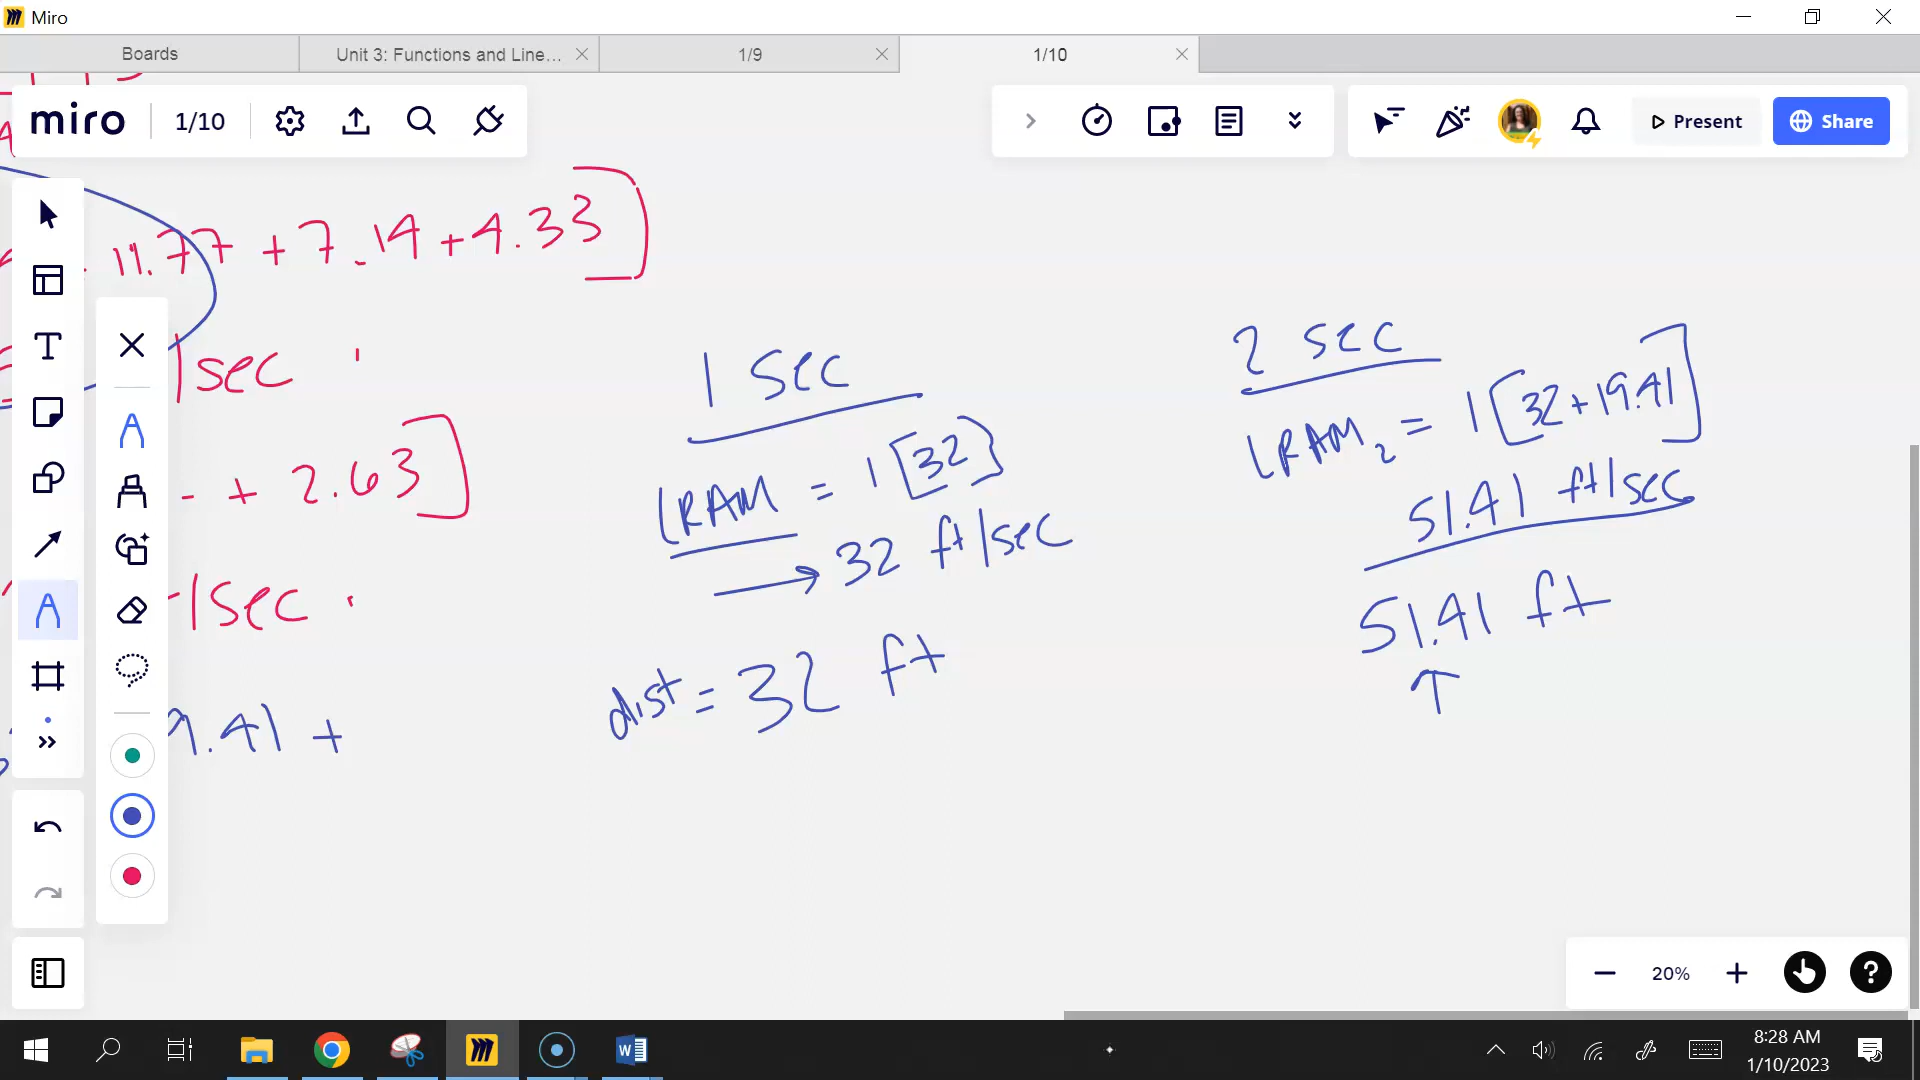 Miro
Boards
Unit 3: Functions and Line...
1/9
1/10
miro
1/10
Present
Share
11.77 + 7.14 + 4.33]
/sec
+ 2.63]
/sec
9.41 +
1 sec
LRAM = 1[32]
→ 32 ft/sec
dist = 32 ft
2 sec
LRAM₂ = 1[32+19.41]
51.41 ft/sec
51.41 ft
↑
20%
8:28 AM
1/10/2023